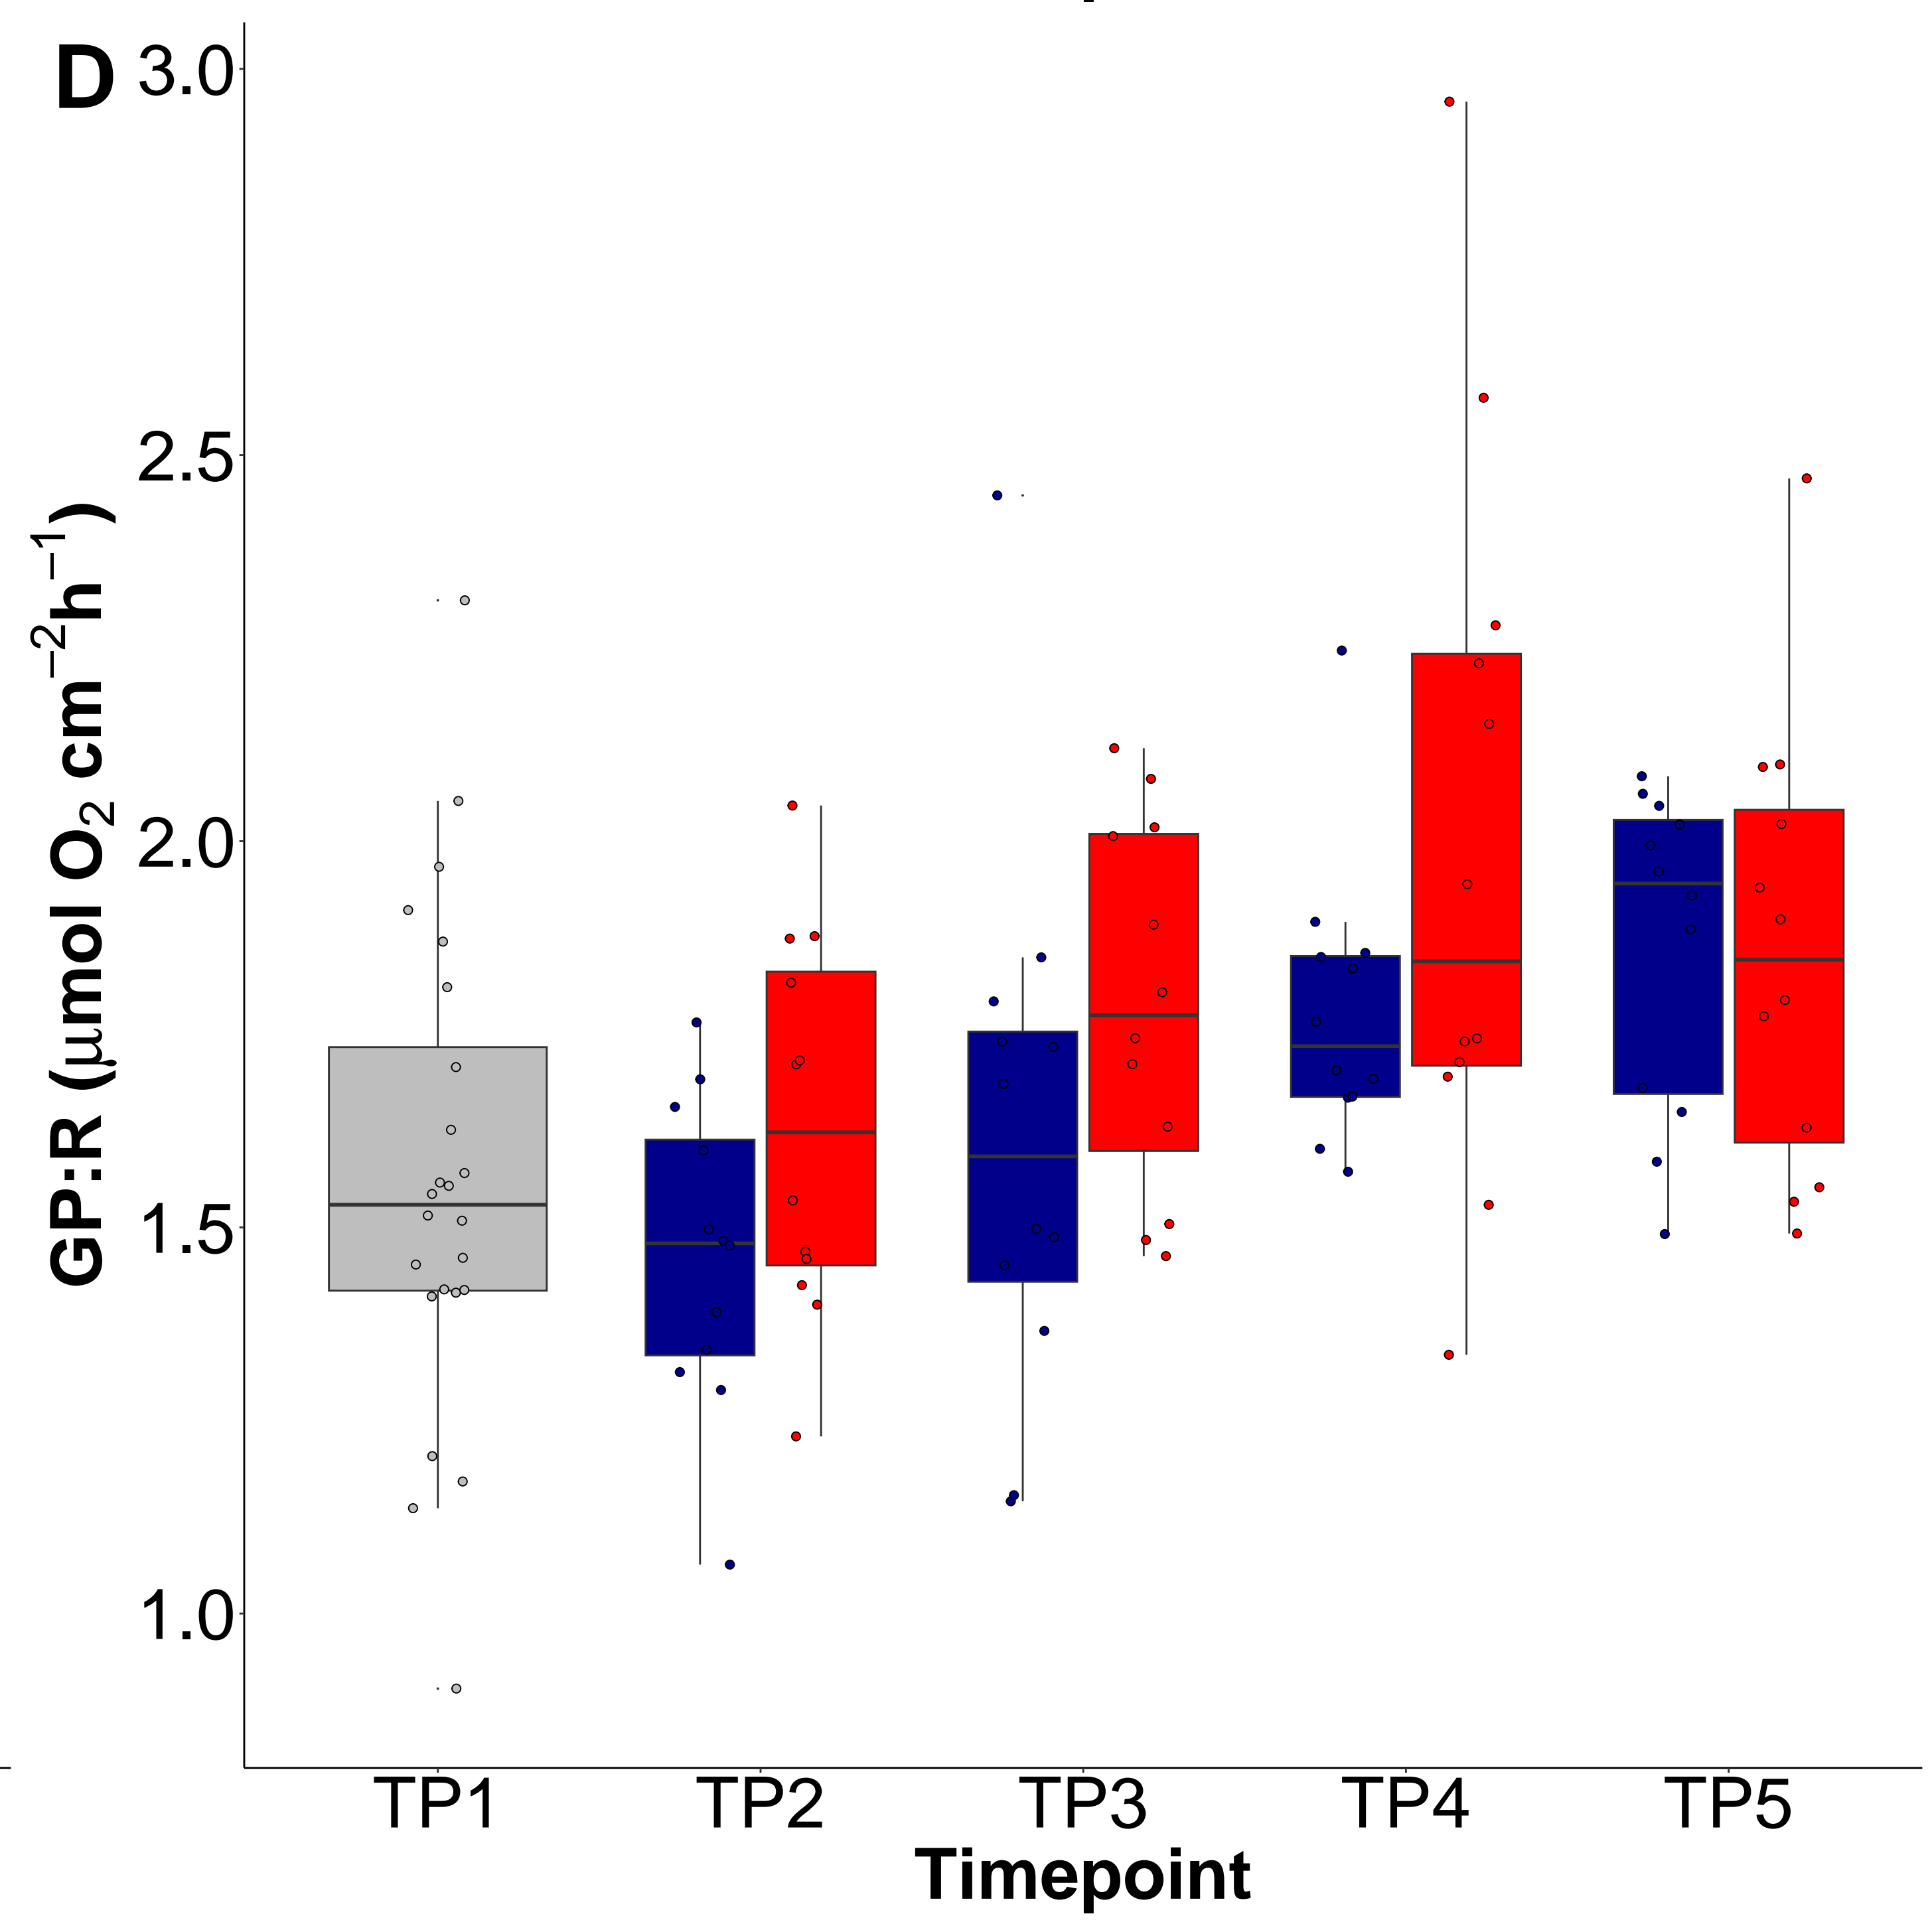 D
3.0
2.5
2.0
1.5
1.0
GP:R (μmol O₂ cm⁻²h⁻¹)
TP1 TP2 TP3 TP4 TP5
Timepoint